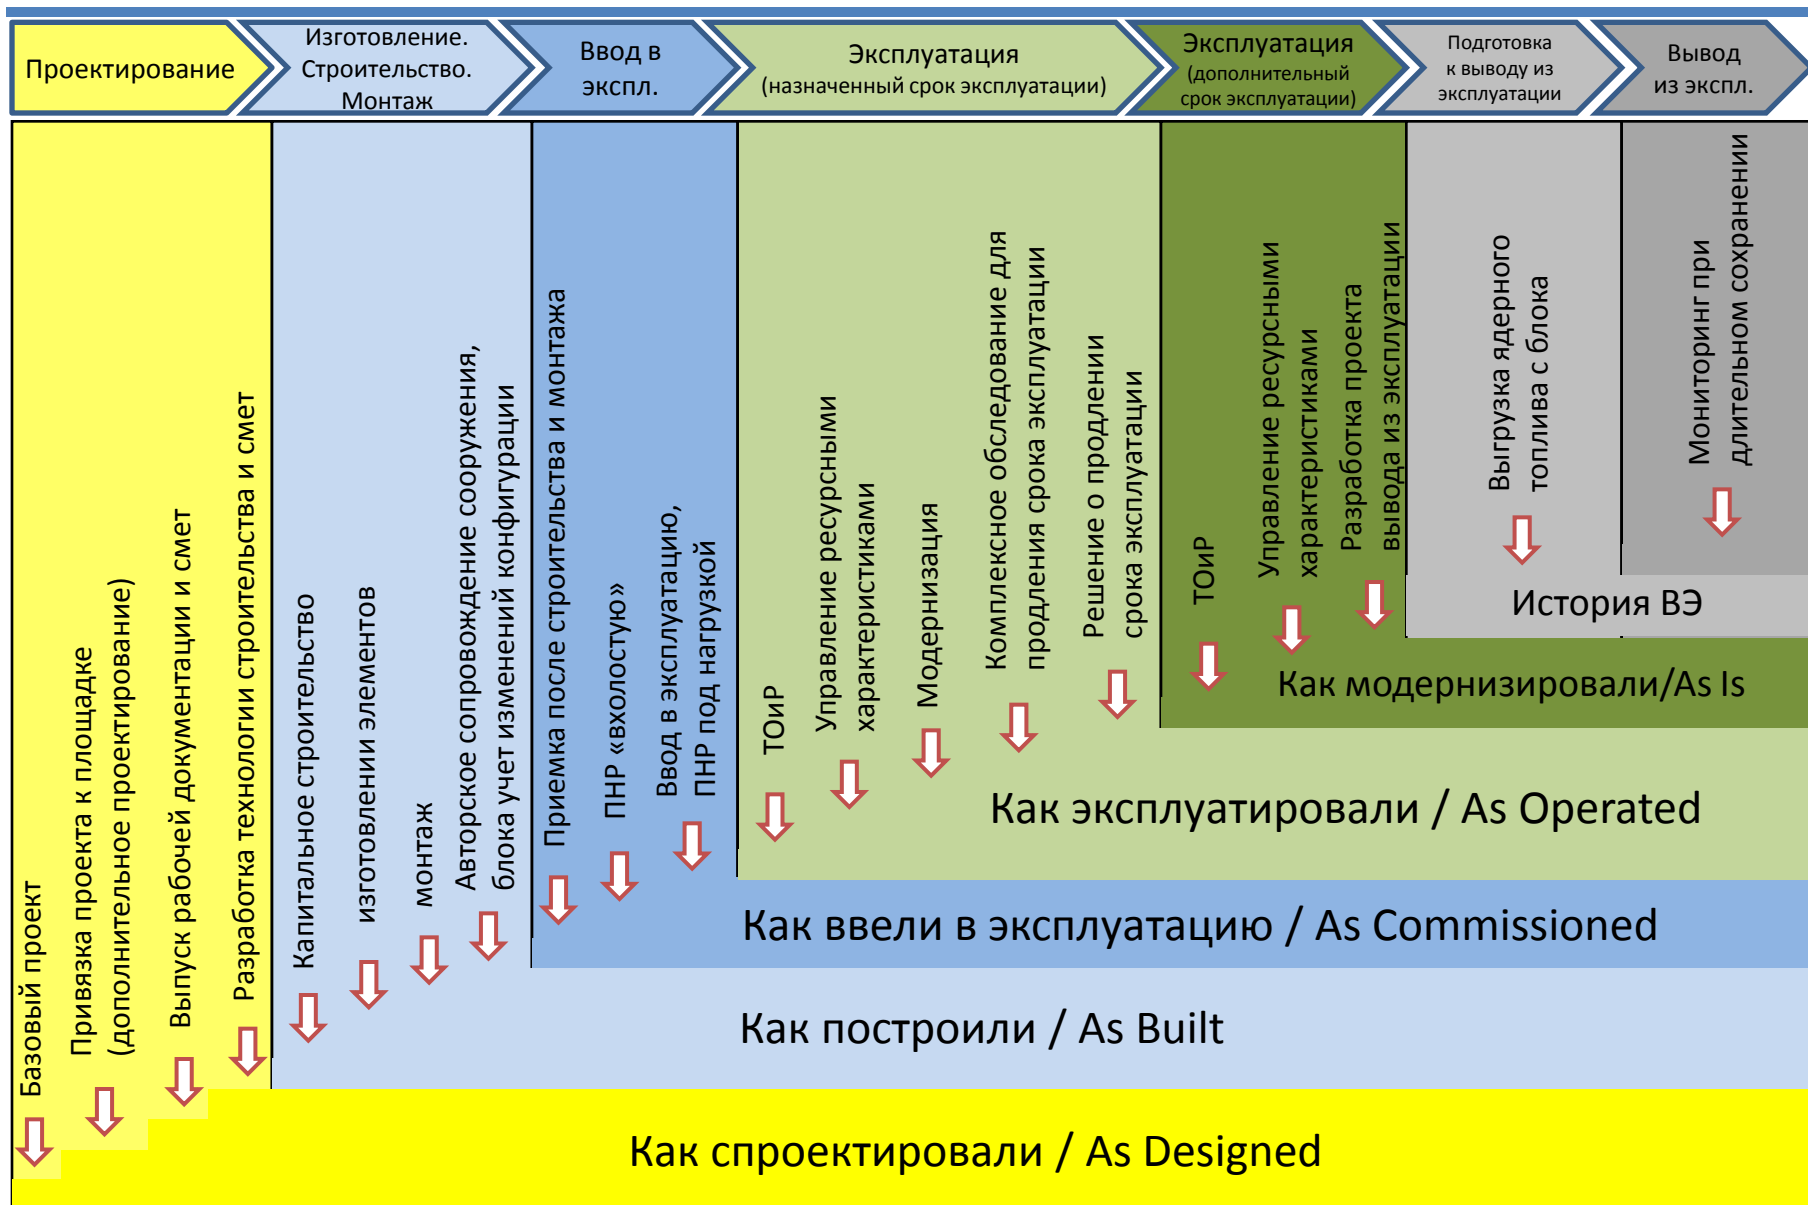 Проектирование
Изготовление.
Строительство.
Монтаж
Ввод в
экспл.
Эксплуатация
(назначенный срок эксплуатации)
Эксплуатация
(дополнительный
срок эксплуатации)
Подготовка
к выводу из
эксплуатации
Вывод
из экспл.
Базовый проект
Привязка проекта к площадке
(дополнительное проектирование)
Выпуск рабочей документации и смет
Разработка технологии строительства и смет
Капитальное строительство
изготовлении элементов
монтаж
Авторское сопровождение сооружения,
блока учет изменений конфигурации
Приемка после строительства и монтажа
ПНР «вхолостую»
Ввод в эксплуатацию,
ПНР под нагрузкой
ТОиР
Управление ресурсными
характеристиками
Модернизация
Комплексное обследование для
продления срока эксплуатации
Решение о продлении
срока эксплуатации
ТОиР
Управление ресурсными
характеристиками
Разработка проекта
вывода из эксплуатации
Выгрузка ядерного
топлива с блока
Мониторинг при
длительном сохранении
История ВЭ
Как модернизировали/As Is
Как эксплуатировали / As Operated
Как ввели в эксплуатацию / As Commissioned
Как построили / As Built
Как спроектировали / As Designed